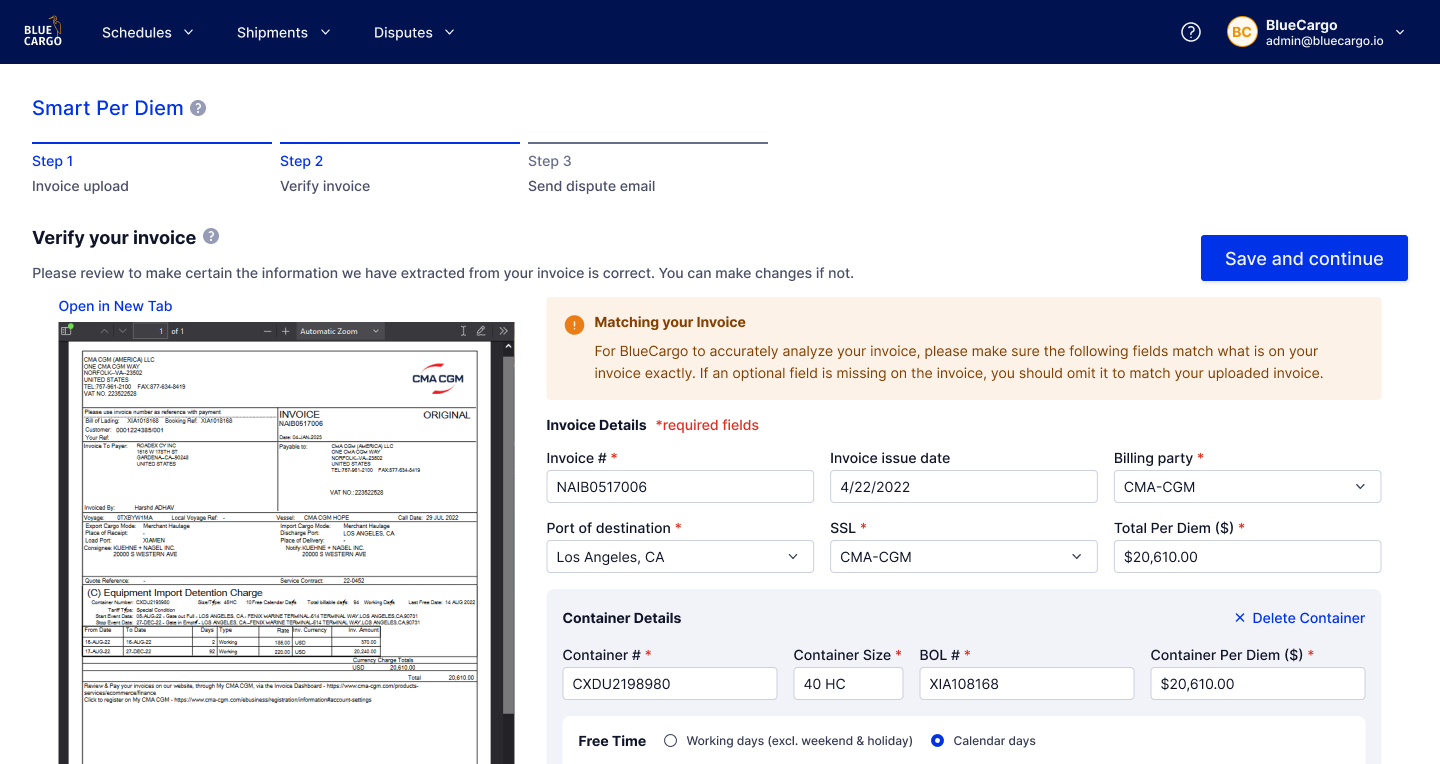 BLUE CARGO
Schedules
Shipments
Disputes
BC
BlueCargo
admin@bluecargo.io
Smart Per Diem
Step 1
Invoice upload
Step 2
Verify invoice
Step 3
Send dispute email
Verify your invoice
Save and continue
Please review to make certain the information we have extracted from your invoice is correct. You can make changes if not.
Open in New Tab
1 of 1
Automatic Zoom
CMA CGM (AMERICA) LLC
ONE CMA CGM WAY
NORFOLK--VA--23502
UNITED STATES
TEL:757-961-2100 FAX:877-634-8419
VAT NO. 223522528
CMA CGM
Please use invoice number as reference with payment
Bill of Lading: XIA1018168 Booking Ref: XIA1018168
Customer: 0001224385/001
Your Ref:
INVOICE
NAIB0517006
ORIGINAL
Date: 04-JAN-2023
Invoice To Payer:
ROADEX CY INC
1616 W 178TH ST
GARDENA--CA--90248
UNITED STATES
Payable to:
CMA CGM (AMERICA) LLC
ONE CMA CGM WAY
NORFOLK--VA--23502
UNITED STATES
TEL:757-961-2100 FAX:877-634-8419
VAT NO.:223522528
Invoiced By: Harshd ADHAV
Voyage: 0TXBYW1MA Local Voyage Ref: - Vessel: CMA CGM HOPE Call Date: 29 JUL 2022
Export Cargo Mode: Merchant Haulage
Place of Receipt: -
Load Port: XIAMEN
Consignee: KUEHNE + NAGEL INC.
20000 S WESTERN AVE
Import Cargo Mode: Merchant Haulage
Discharge Port: LOS ANGELES, CA
Place of Delivery: -
Notify: KUEHNE + NAGEL INC.
20000 S WESTERN AVE
Quote Reference: - Service Contract: 22-0452
(C) Equipment Import Detention Charge
Size/Type: 40HC 10 Free Calendar Days Total billable days: 94 Working Days Last Free Date: 14 AUG 2022
Tariff Type: Special Condition
Start Event Date: 05-AUG-22 - Gate out Full - LOS ANGELES, CA - FENIX MARINE TERMINAL-614 TERMINAL WAY,LOS ANGELES,CA,90731
Stop Event Date: 27-DEC-22 - Gate in Empty - LOS ANGELES, CA - FENIX MARINE TERMINAL-614 TERMINAL WAY,LOS ANGELES,CA,90731
From Date To Date Days Type Rate Inv. Currency Inv. Amount
2 Working 185.00 USD 370.00
17-AUG-22 27-DEC-22 92 Working 220.00 USD 20,240.00
Currency Charge Totals
USD 20,610.00
Total 20,610.00
Review & Pay your invoices on our website, through My CMA CGM, via the Invoice Dashboard - https://www.cma-cgm.com/products-services/ecommerce/finance
Click to register on My CMA CGM - https://www.cma-cgm.com/ebusiness/registration/information#account-settings
Matching your Invoice
For BlueCargo to accurately analyze your invoice, please make sure the following fields match what is on your
invoice exactly. If an optional field is missing on the invoice, you should omit it to match your uploaded invoice.
Invoice Details *required fields
Invoice # *
NAIB0517006
Invoice issue date
4/22/2022
Billing party *
CMA-CGM
Port of destination *
Los Angeles, CA
SSL *
CMA-CGM
Total Per Diem ($) *
$20,610.00
Container Details
Delete Container
Container # *
CXDU2198980
Container Size *
40 HC
BOL # *
XIA108168
Container Per Diem ($) *
$20,610.00
Free Time
Working days (excl. weekend & holiday)
Calendar days